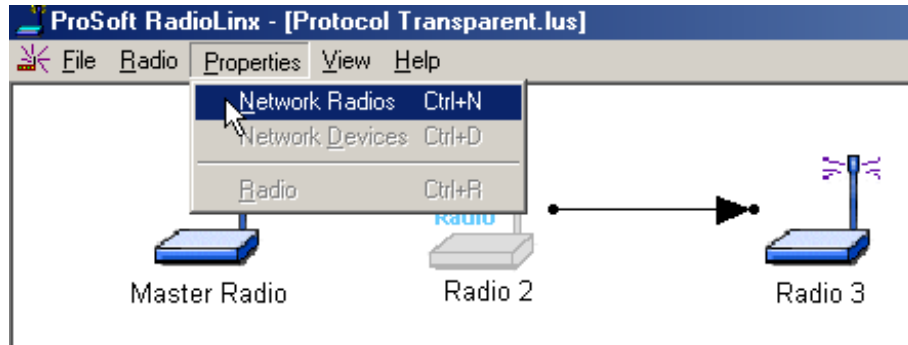 ProSoft RadioLinx - [Protocol Transparent.lus]
File Radio Properties View Help
Network Radios Ctrl+N
Network Devices Ctrl+D
Radio Ctrl+R
Radio
Master Radio Radio 2 Radio 3